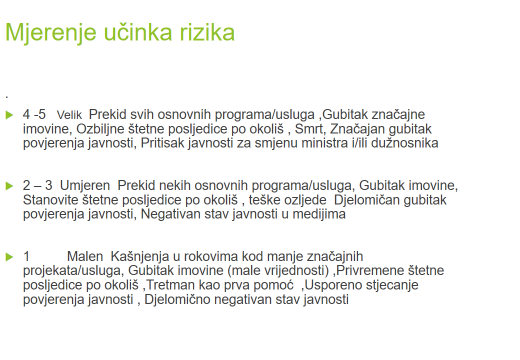 Mjerenje učinka rizika
.
4 -5 Velik Prekid svih osnovnih programa/usluga ,Gubitak značajne
imovine, Ozbiljne štetne posljedice po okoliš , Smrt, Značajan gubitak
povjerenja javnosti, Pritisak javnosti za smjenu ministra i/ili dužnosnika
2 – 3 Umjeren Prekid nekih osnovnih programa/usluga, Gubitak imovine,
Stanovite štetne posljedice po okoliš , teške ozljede Djelomičan gubitak
povjerenja javnosti, Negativan stav javnosti u medijima
1 Malen Kašnjenja u rokovima kod manje značajnih
projekata/usluga, Gubitak imovine (male vrijednosti) ,Privremene štetne
posljedice po okoliš ,Tretman kao prva pomoć ,Usporeno stjecanje
povjerenja javnosti , Djelomično negativan stav javnosti